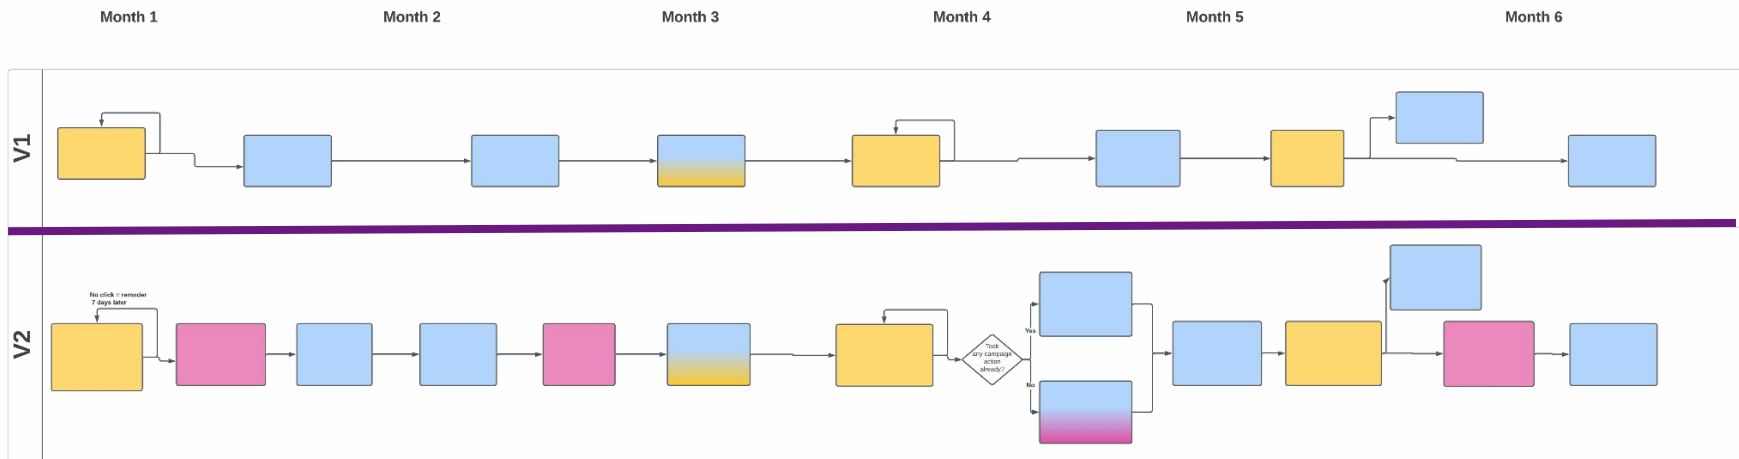 Month 1
Month 2
Month 3
Month 4
Month 5
Month 6
V1
V2
No click = reminder
7 days later
Took
any campaign
action
already?
Yes
No